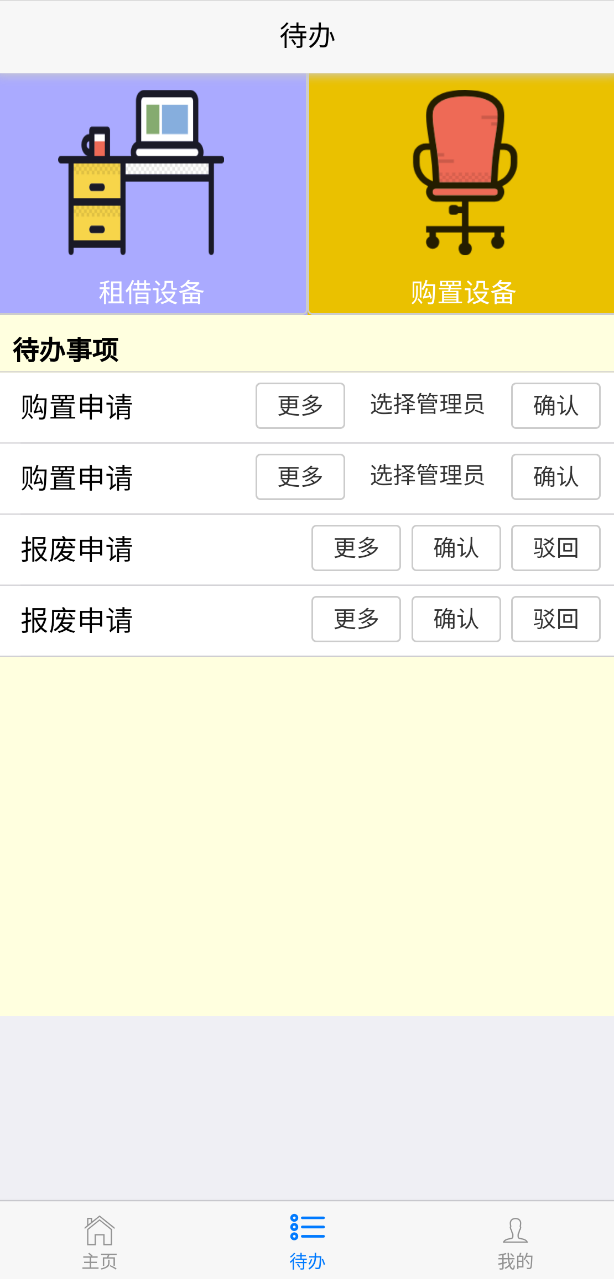 待办
租借设备 购置设备
待办事项
购置申请 更多 选择管理员 确认
购置申请 更多 选择管理员 确认
报废申请 更多 确认 驳回
报废申请 更多 确认 驳回
主页 待办 我的